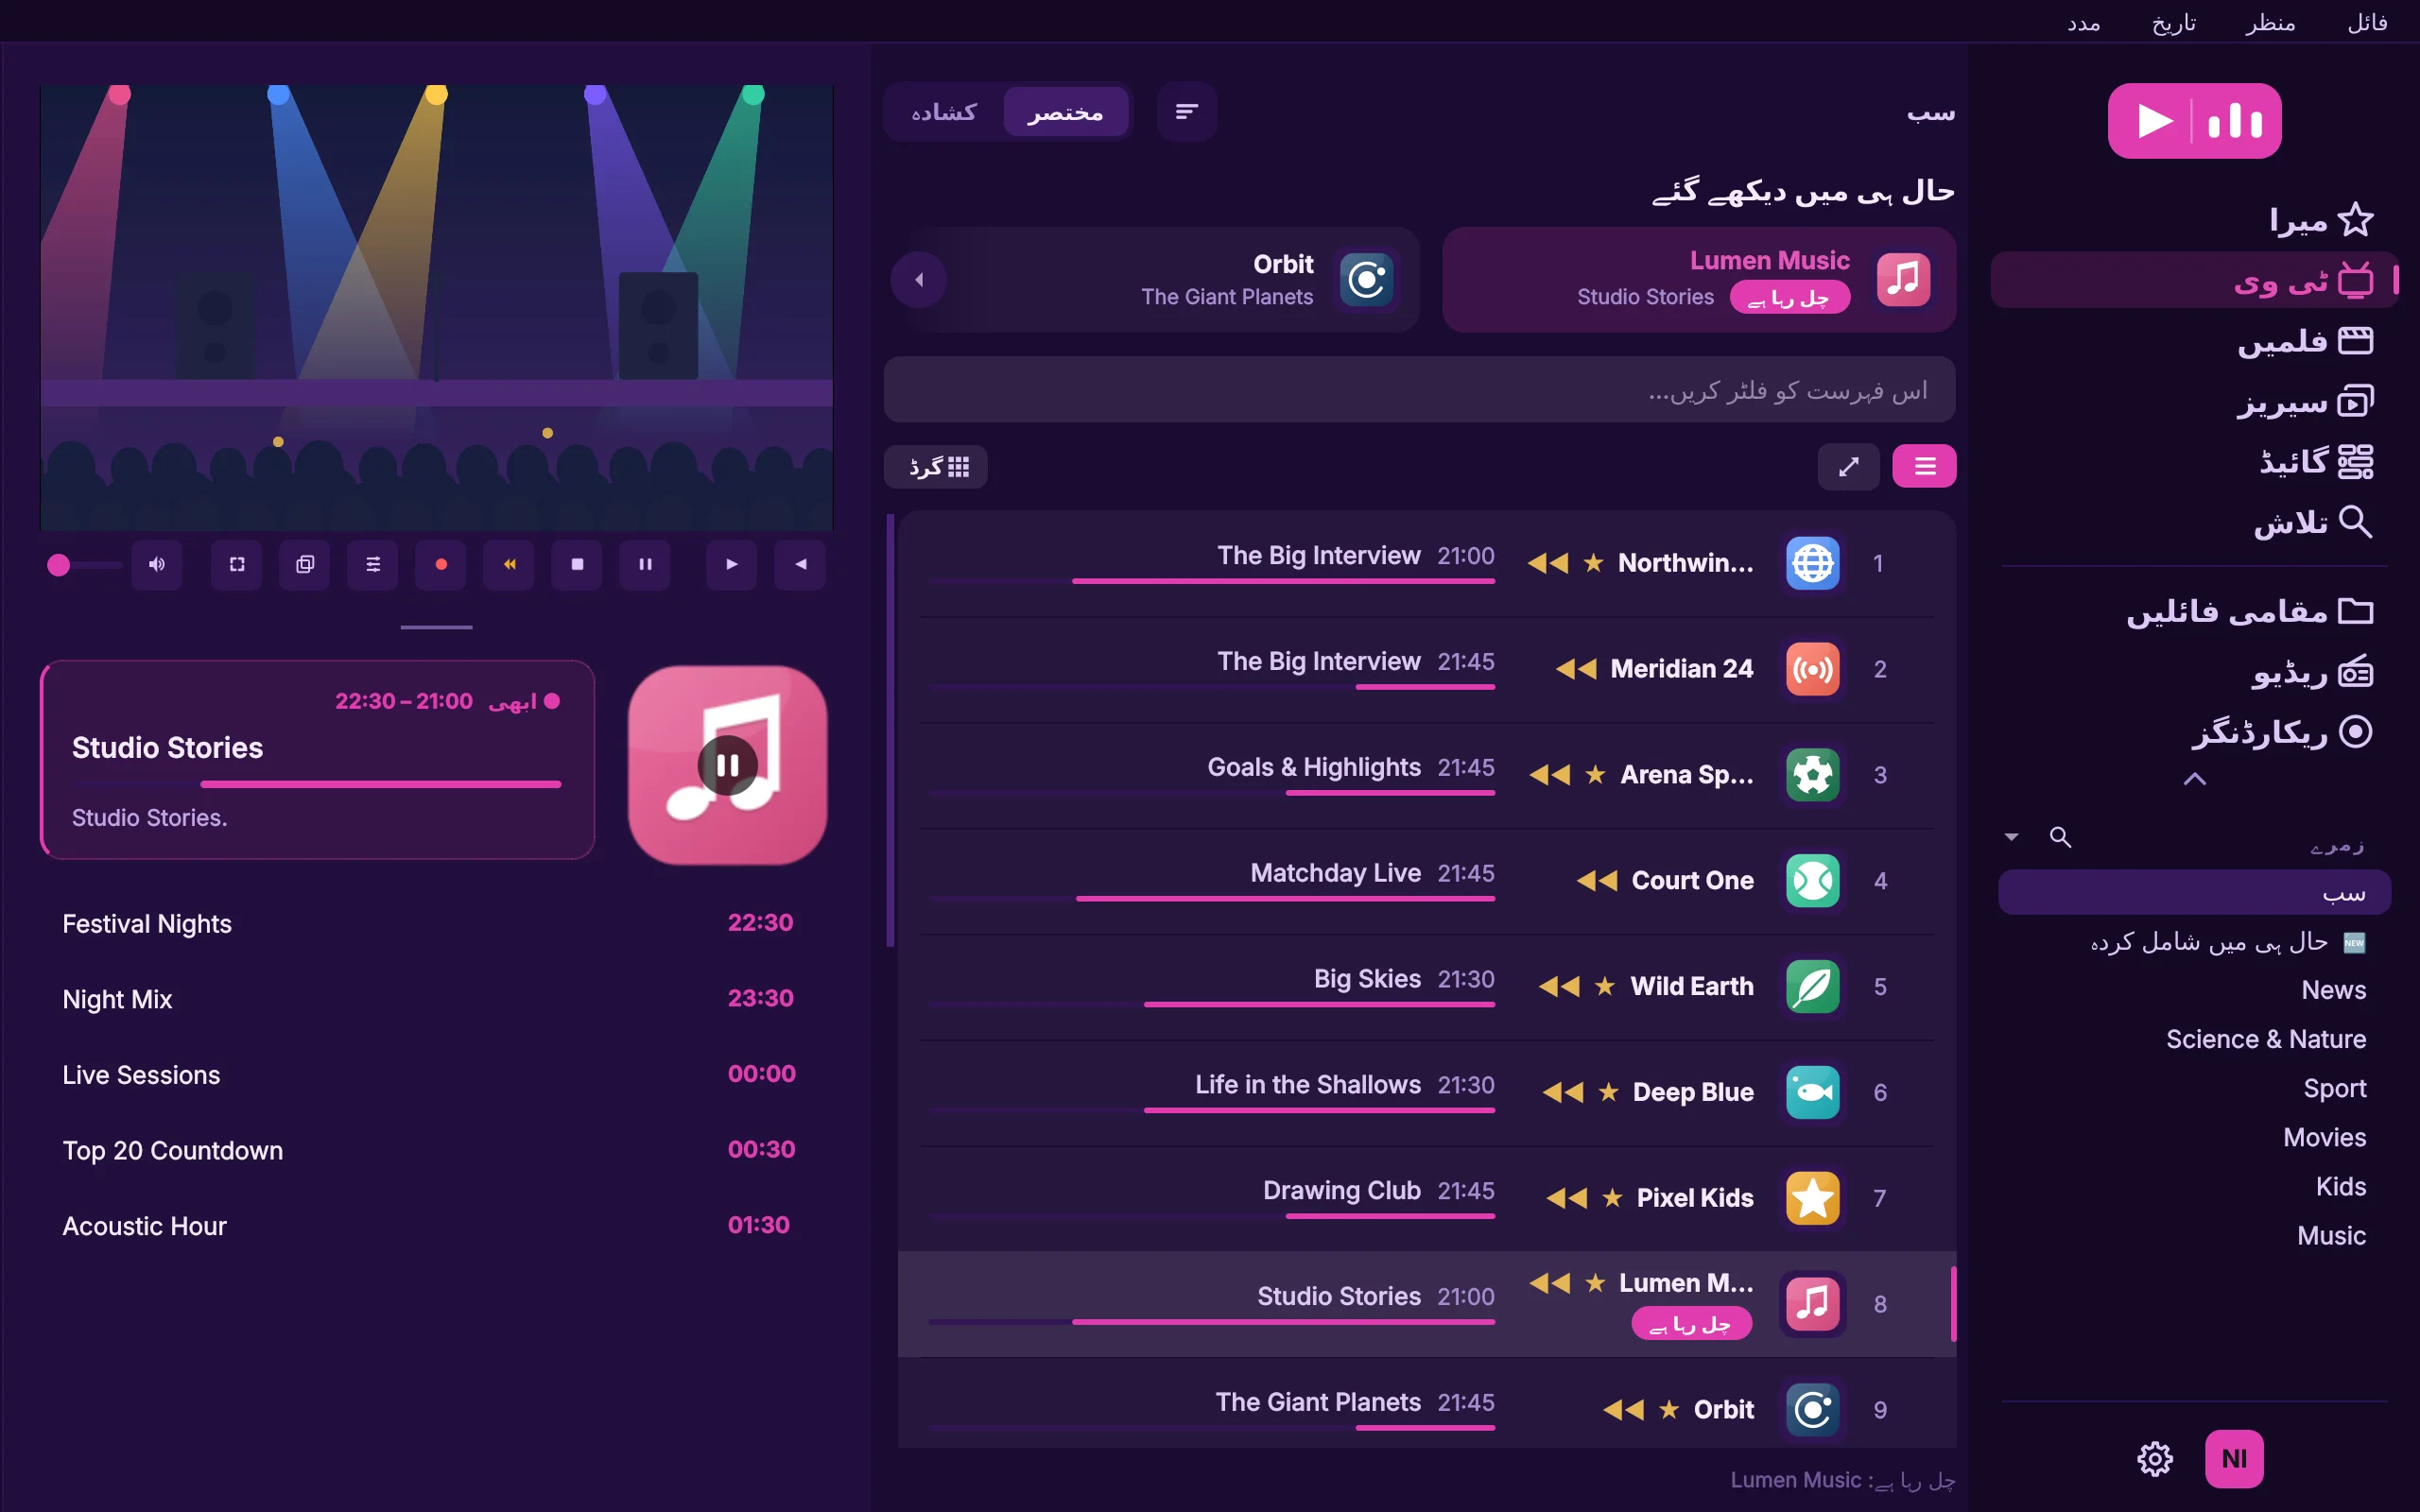 فائل
منظر
تاریخ
مدد
میرا
ٹی وی
فلمیں
سیریز
گائیڈ
تلاش
مقامی فائلیں
ریڈیو
ریکارڈنگز
زمرے
سب
🆕 حال ہی میں شامل کردہ
News
Science & Nature
Sport
Movies
Kids
Music
NI
سب
مختصر
کشادہ
حال ہی میں دیکھے گئے
Lumen Music
چل رہا ہے Studio Stories
Orbit
The Giant Planets
اس فہرست کو فلٹر کریں...
گرڈ
1 Northwin... 21:00 The Big Interview
2 Meridian 24 21:45 The Big Interview
3 Arena Sp... 21:45 Goals & Highlights
4 Court One 21:45 Matchday Live
5 Wild Earth 21:30 Big Skies
6 Deep Blue 21:30 Life in the Shallows
7 Pixel Kids 21:45 Drawing Club
8 Lumen M... 21:00 Studio Stories
چل رہا ہے
9 Orbit 21:45 The Giant Planets
چل رہا ہے: Lumen Music
ابھی 21:00 – 22:30
Studio Stories
Studio Stories.
22:30 Festival Nights
23:30 Night Mix
00:00 Live Sessions
00:30 Top 20 Countdown
01:30 Acoustic Hour